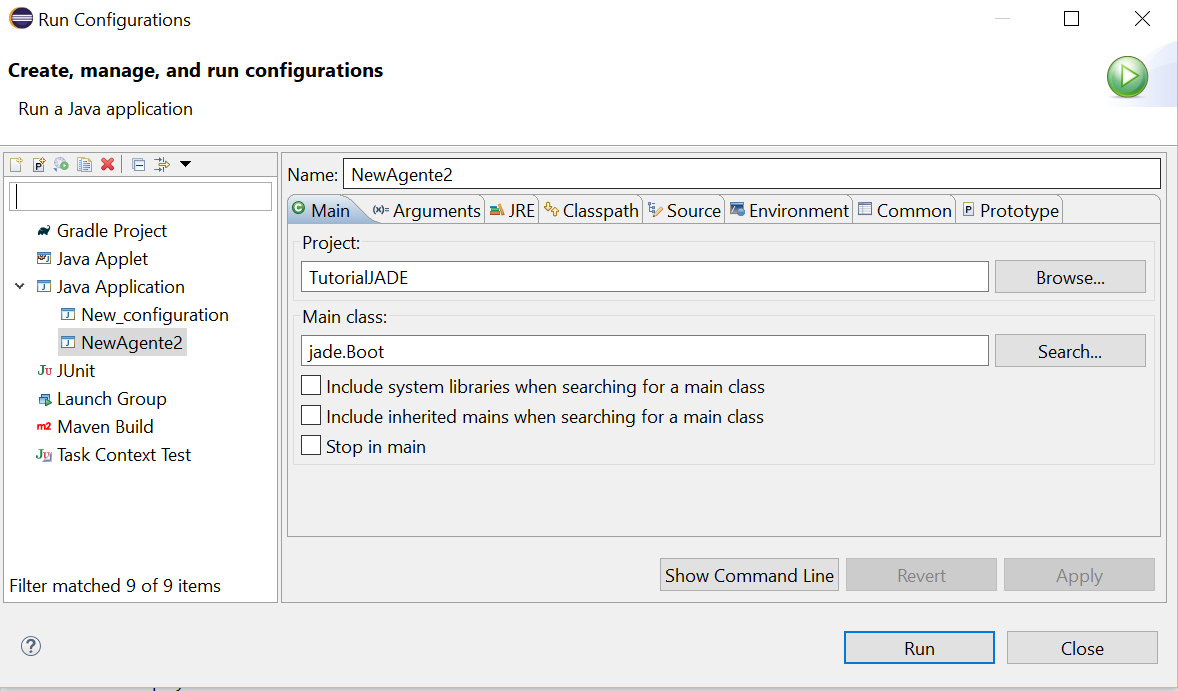 Run Configurations
Create, manage, and run configurations
Run a Java application
Name: NewAgente2
Main (x)= Arguments JRE Classpath Source Environment Common P Prototype
Gradle Project
Java Applet
Java Application
New_configuration
NewAgente2
JUnit
Launch Group
m2 Maven Build
Task Context Test
Filter matched 9 of 9 items
Project:
TutorialJADE Browse...
Main class:
jade.Boot Search...
Include system libraries when searching for a main class
Include inherited mains when searching for a main class
Stop in main
Show Command Line Revert Apply
Run Close